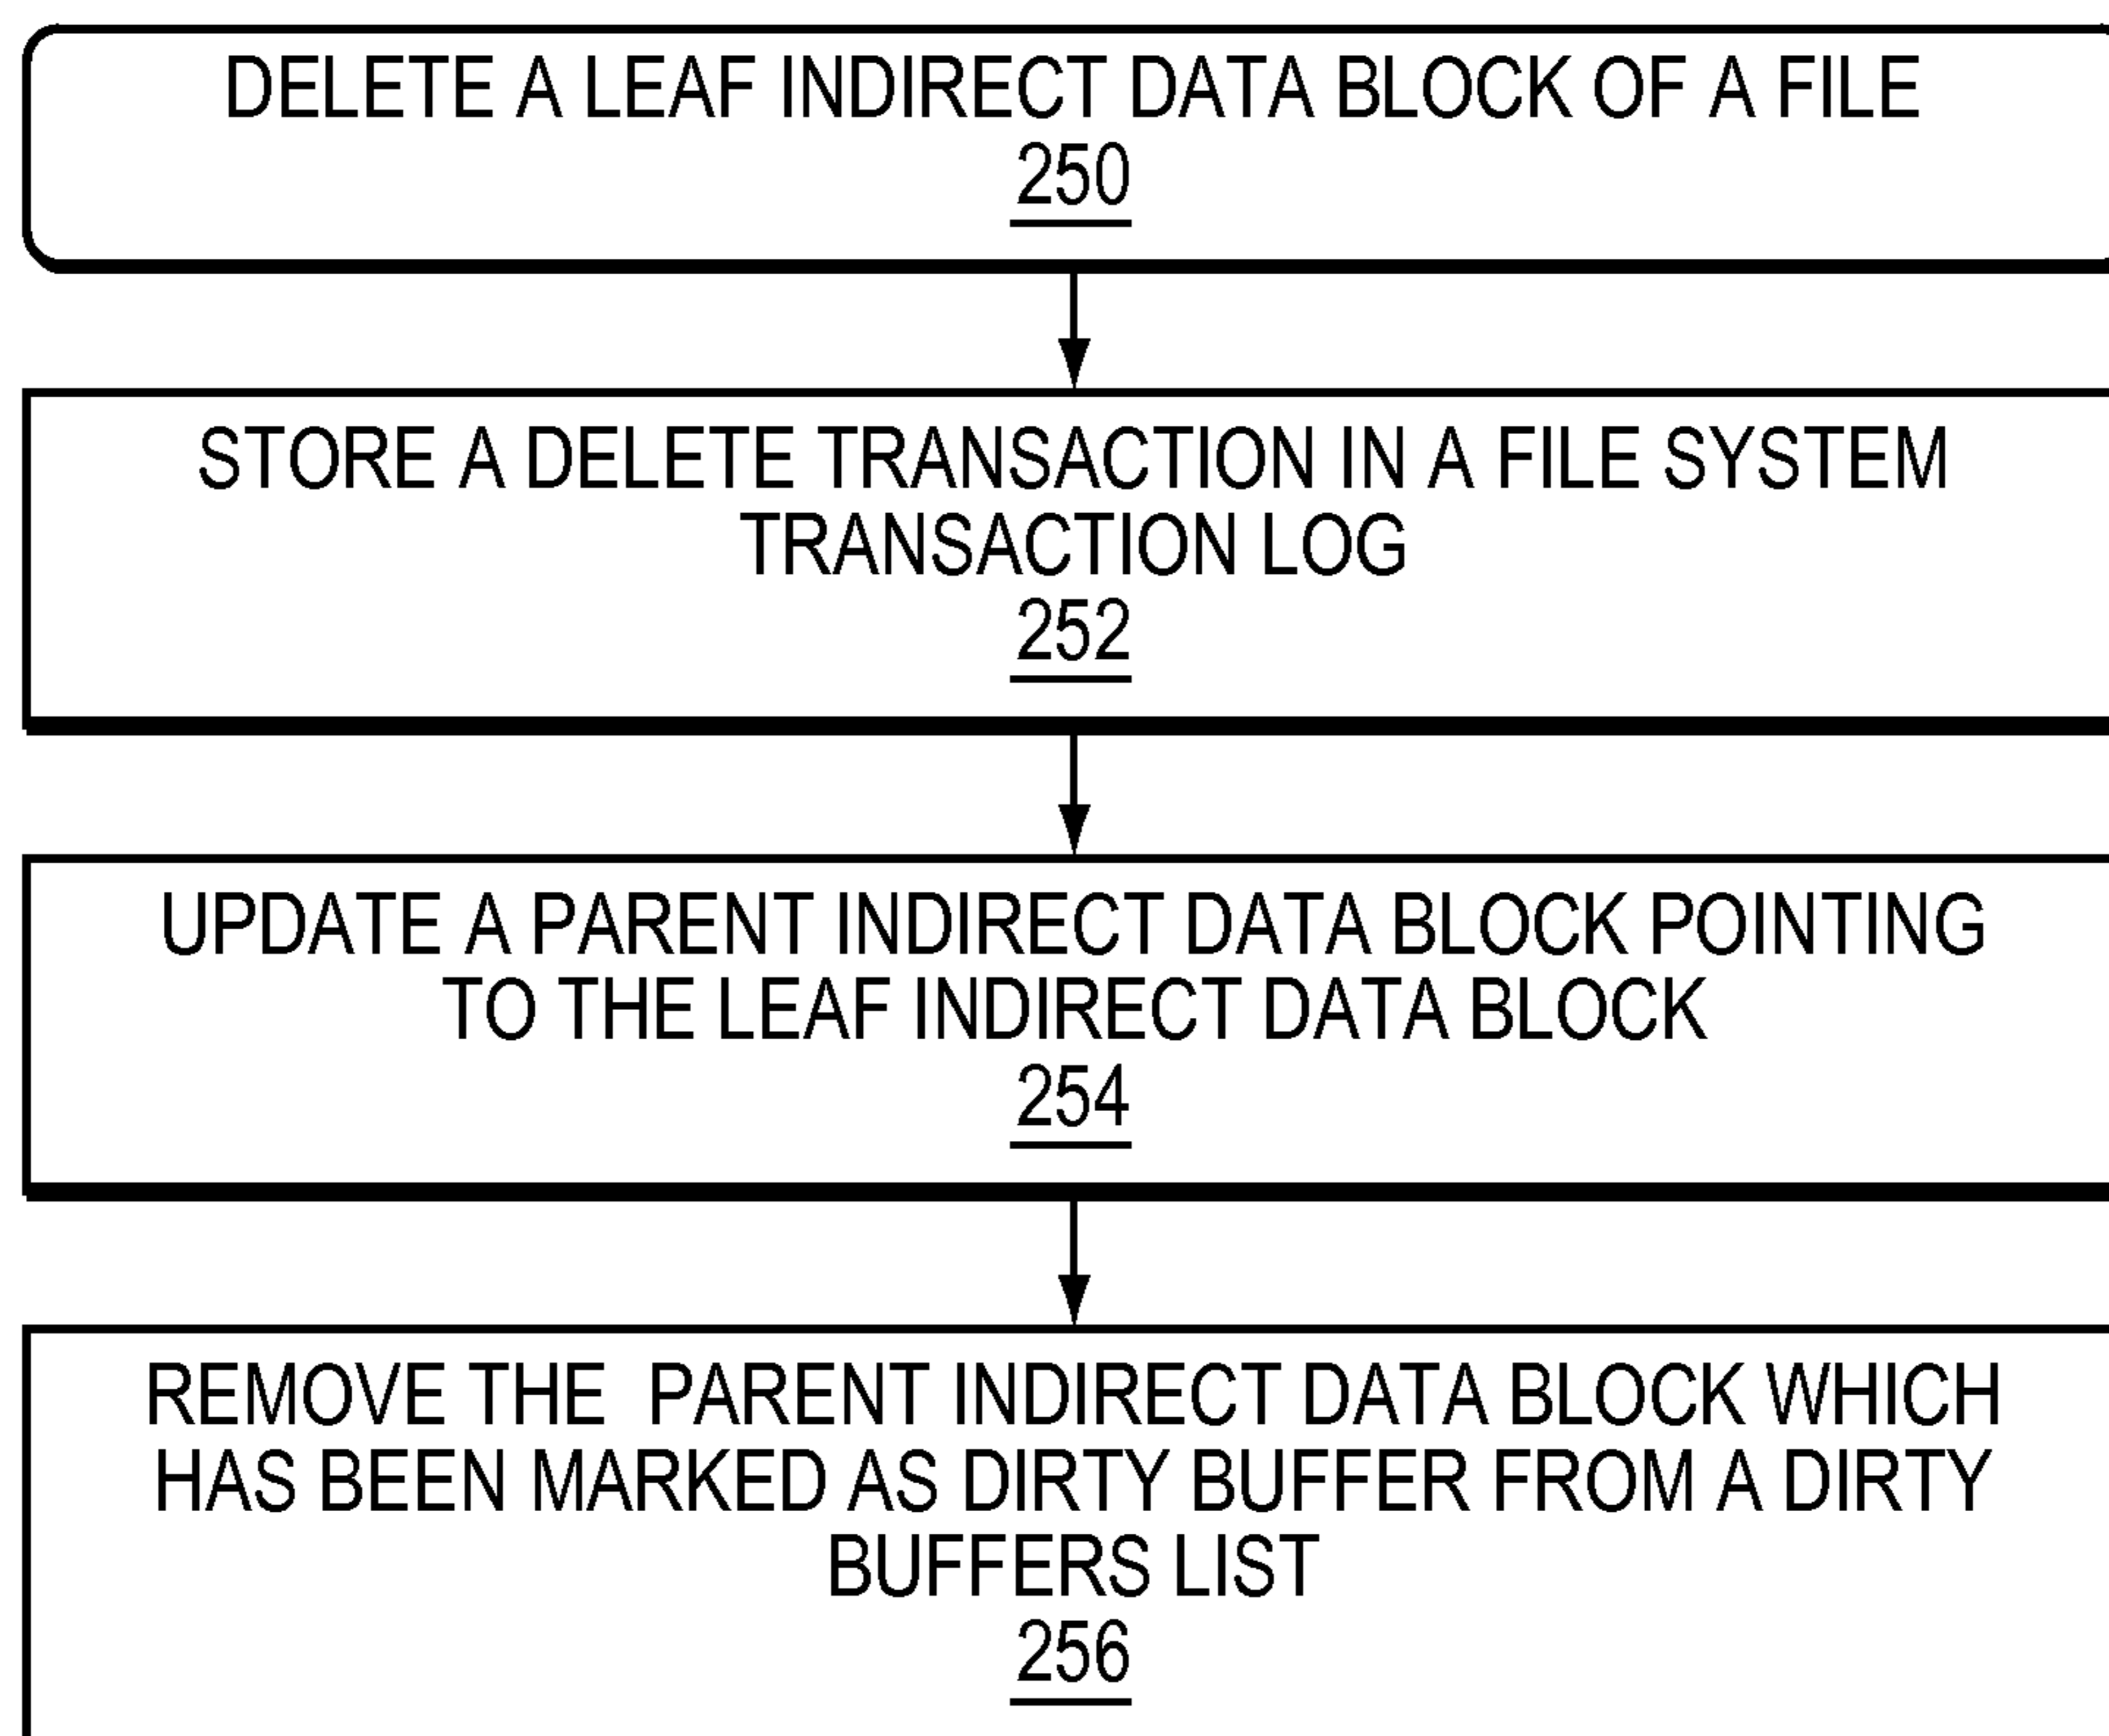 DELETE A LEAF INDIRECT DATA BLOCK OF A FILE
250
STORE A DELETE TRANSACTION IN A FILE SYSTEM
TRANSACTION LOG
252
UPDATE A PARENT INDIRECT DATA BLOCK POINTING
TO THE LEAF INDIRECT DATA BLOCK
254
REMOVE THE PARENT INDIRECT DATA BLOCK WHICH
HAS BEEN MARKED AS DIRTY BUFFER FROM A DIRTY
BUFFERS LIST
256